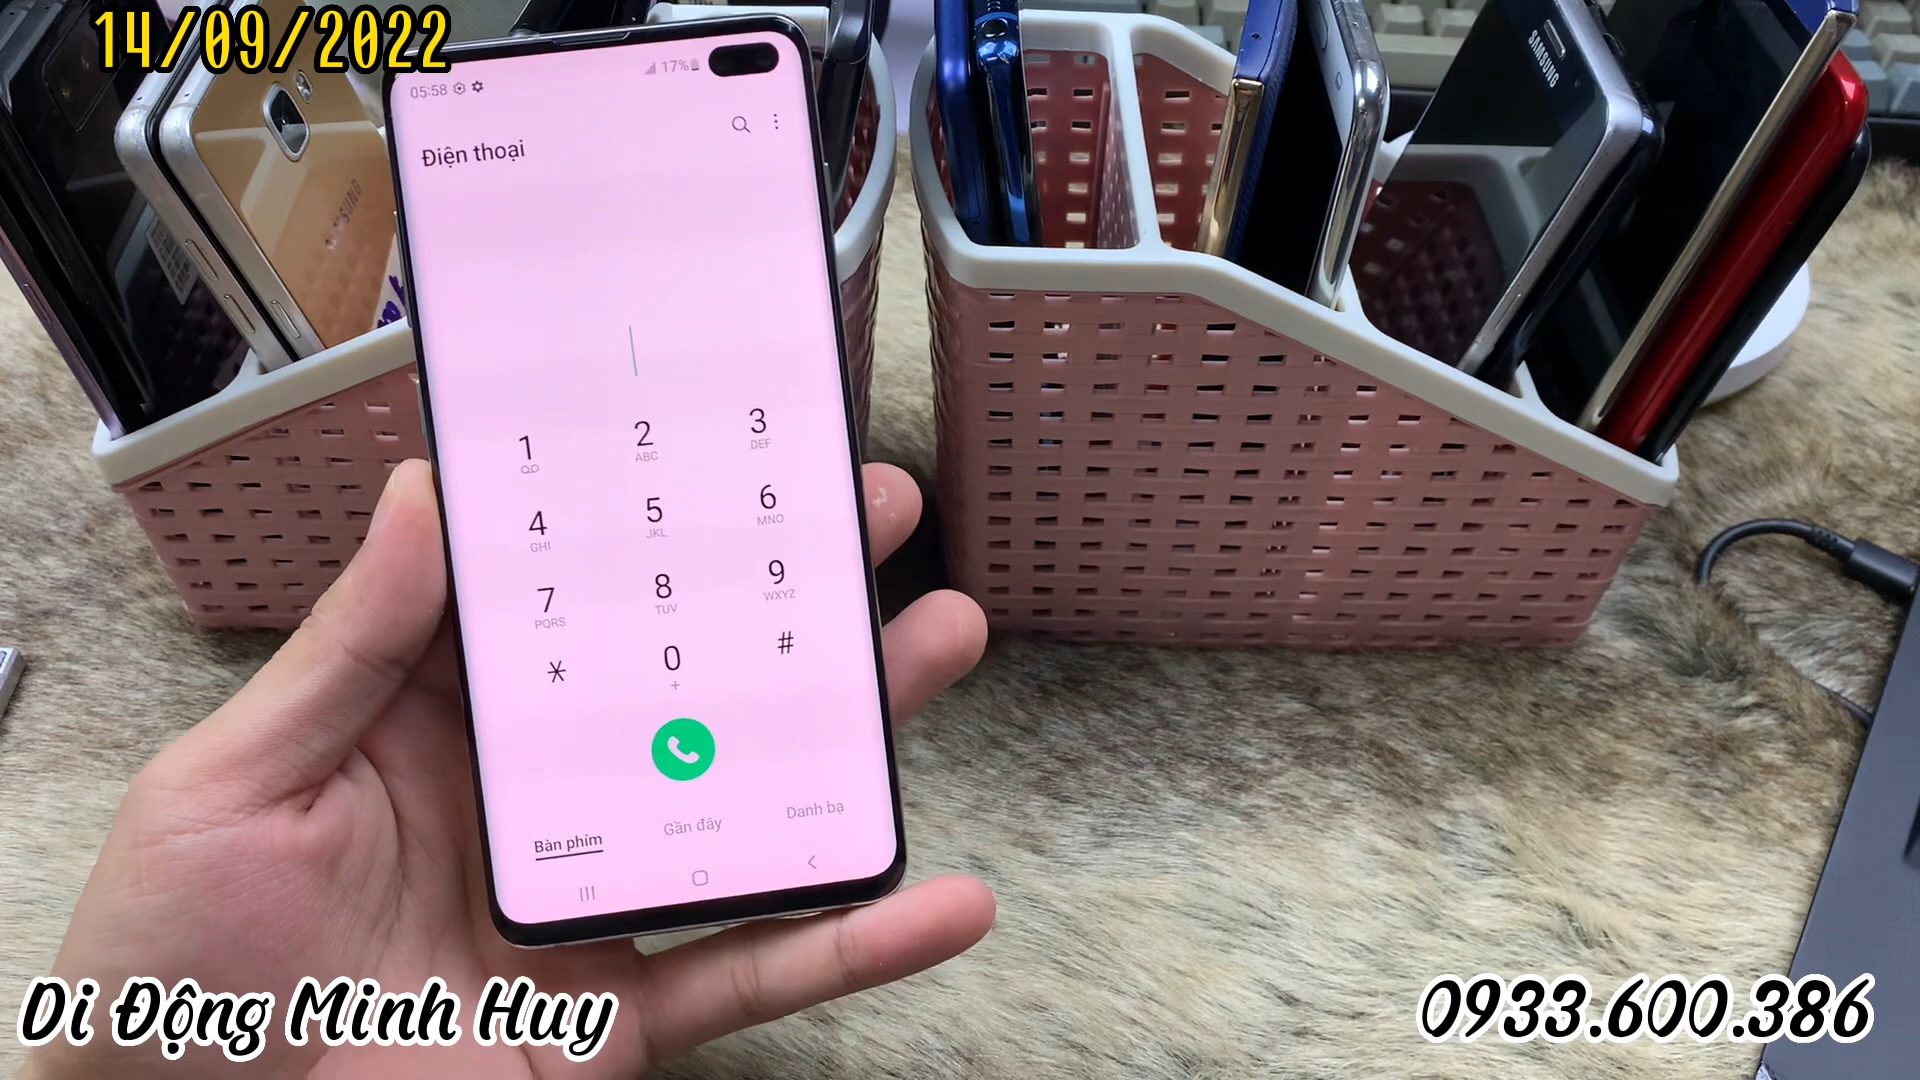 14/09/2022
SAMSUNG
SAMSUNG
05:58
17%
Điện thoại
1
2 ABC
3 DEF
4 GHI
5 JKL
6 MNO
7 PQRS
8 TUV
9 WXYZ
*
0 +
#
Bàn phím
Gần đây
Danh bạ
Di Động Minh Huy
0933.600.386